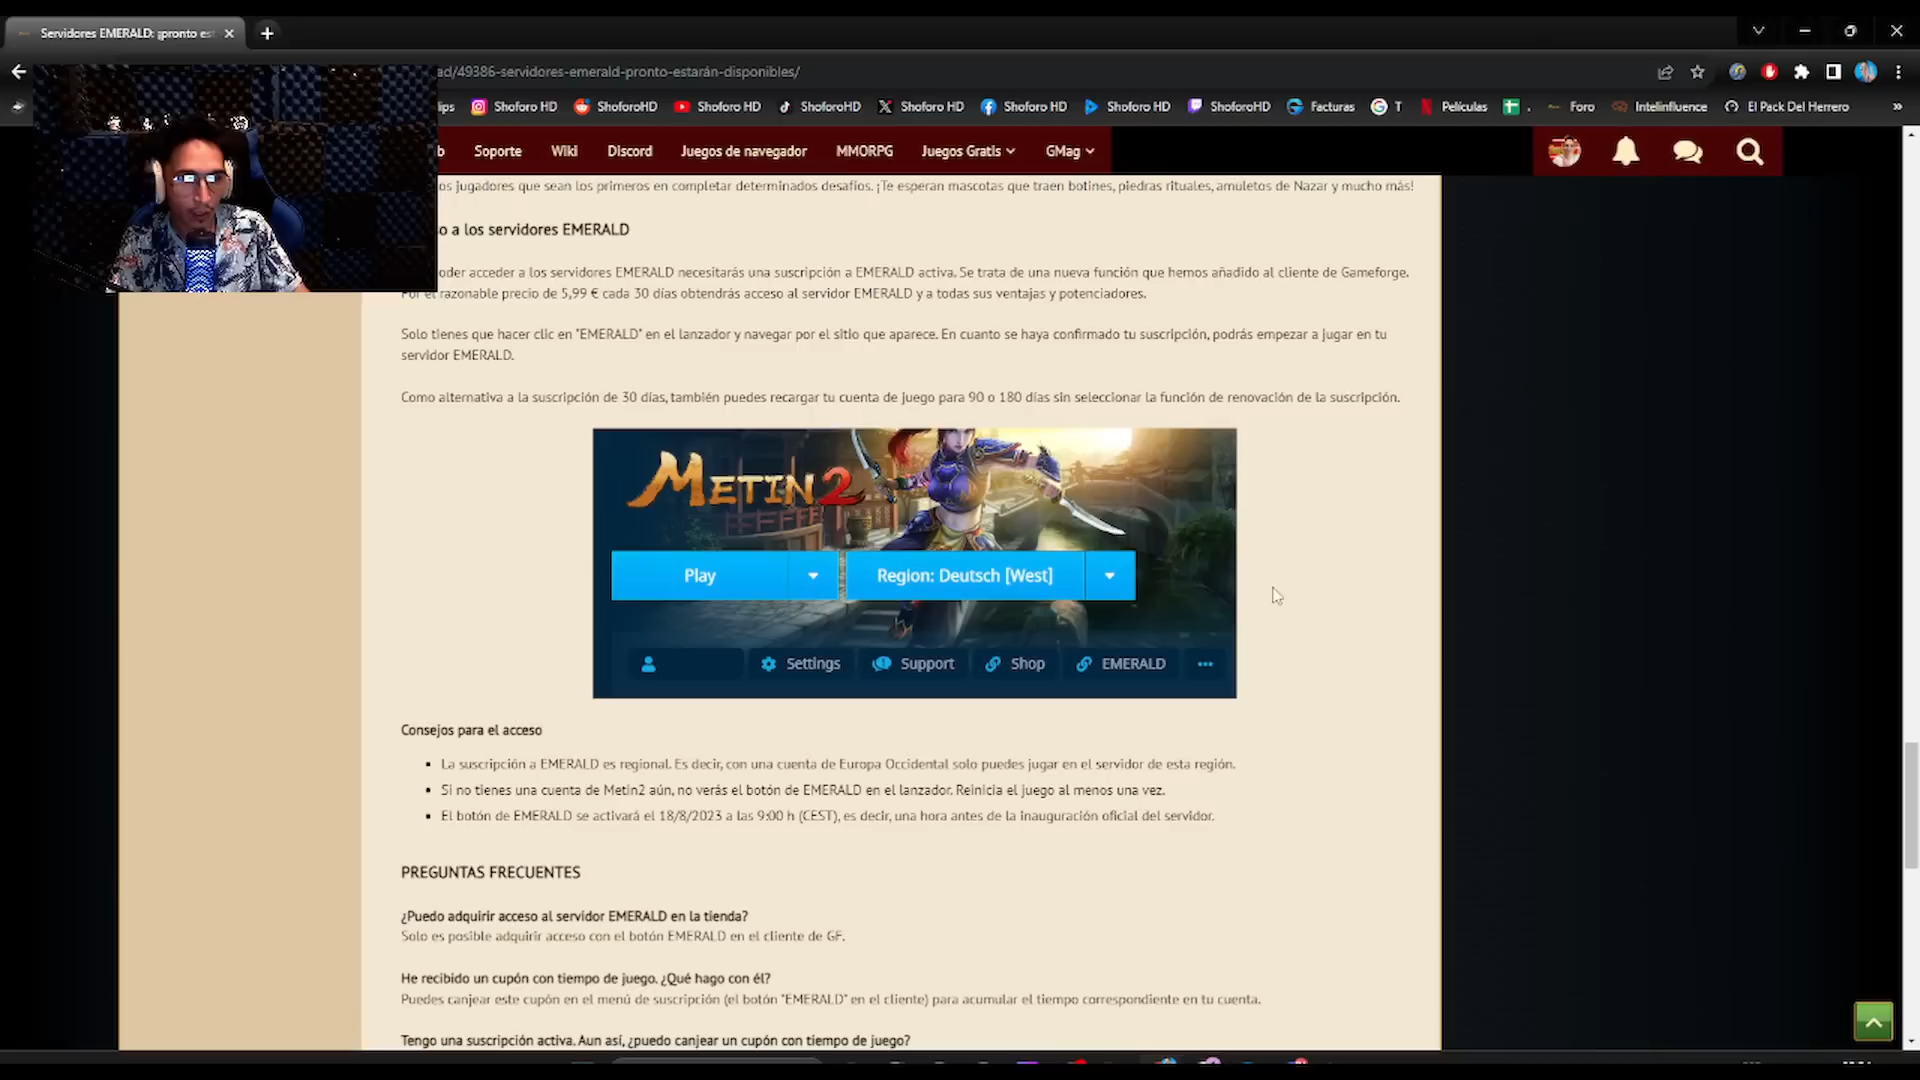 Servidores EMERALD: ¡pronto est
ad/49386-servidores-emerald-pronto-estarán-disponibles/
ips
Shoforo HD
ShoforoHD
Shoforo HD
ShoforoHD
Shoforo HD
Shoforo HD
Shoforo HD
ShoforoHD
Facturas
T
Películas
.
Foro
Intelinfluence
El Pack Del Herrero
»
b
Soporte
Wiki
Discord
Juegos de navegador
MMORPG
Juegos Gratis
GMag
os jugadores que sean los primeros en completar determinados desafíos. ¡Te esperan mascotas que traen botines, piedras rituales, amuletos de Nazar y mucho más!
o a los servidores EMERALD
oder acceder a los servidores EMERALD necesitarás una suscripción a EMERALD activa. Se trata de una nueva función que hemos añadido al cliente de Gameforge.
Por el razonable precio de 5,99 € cada 30 días obtendrás acceso al servidor EMERALD y a todas sus ventajas y potenciadores.
Solo tienes que hacer clic en "EMERALD" en el lanzador y navegar por el sitio que aparece. En cuanto se haya confirmado tu suscripción, podrás empezar a jugar en tu
servidor EMERALD.
Como alternativa a la suscripción de 30 días, también puedes recargar tu cuenta de juego para 90 o 180 días sin seleccionar la función de renovación de la suscripción.
METIN2
Play
Region: Deutsch [West]
Settings
Support
Shop
EMERALD
Consejos para el acceso
▪ La suscripción a EMERALD es regional. Es decir, con una cuenta de Europa Occidental solo puedes jugar en el servidor de esta región.
▪ Si no tienes una cuenta de Metin2 aún, no verás el botón de EMERALD en el lanzador. Reinicia el juego al menos una vez.
▪ El botón de EMERALD se activará el 18/8/2023 a las 9:00 h (CEST), es decir, una hora antes de la inauguración oficial del servidor.
PREGUNTAS FRECUENTES
¿Puedo adquirir acceso al servidor EMERALD en la tienda?
Solo es posible adquirir acceso con el botón EMERALD en el cliente de GF.
He recibido un cupón con tiempo de juego. ¿Qué hago con él?
Puedes canjear este cupón en el menú de suscripción (el botón "EMERALD" en el cliente) para acumular el tiempo correspondiente en tu cuenta.
Tengo una suscripción activa. Aun así, ¿puedo canjear un cupón con tiempo de juego?